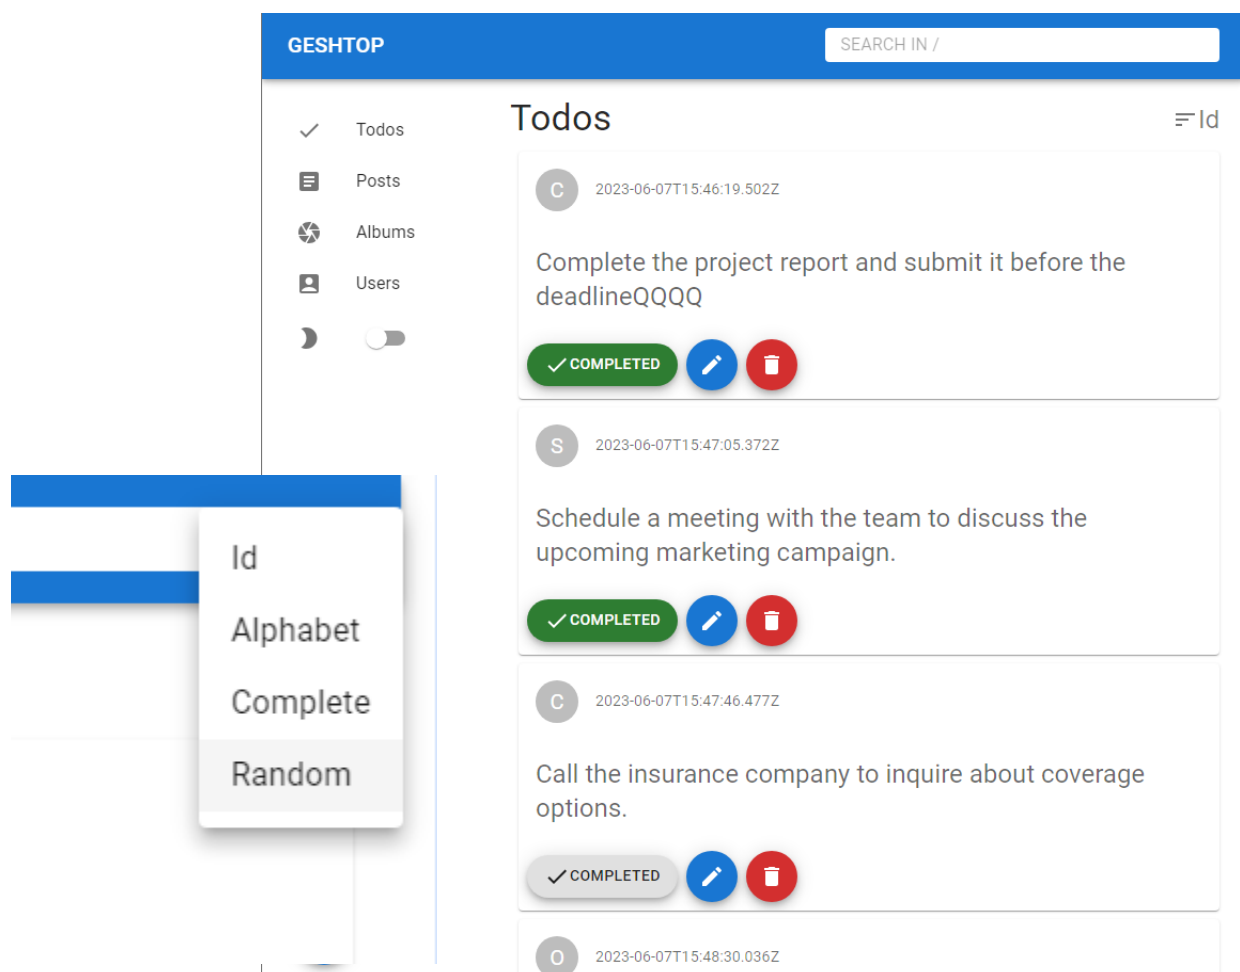 GESHTOP
SEARCH IN /
Todos
Posts
Albums
Users
Todos
Id
C
2023-06-07T15:46:19.502Z
Complete the project report and submit it before the
deadlineQQQQ
COMPLETED
S
2023-06-07T15:47:05.372Z
Schedule a meeting with the team to discuss the
upcoming marketing campaign.
COMPLETED
C
2023-06-07T15:47:46.477Z
Call the insurance company to inquire about coverage
options.
COMPLETED
O
2023-06-07T15:48:30.036Z
Id
Alphabet
Complete
Random